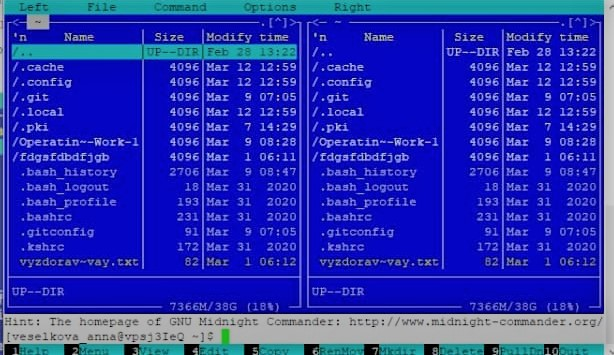 Left File Command Options Right
<─ ~ ─.[^]> <─ ~ ─.[^]>
'n Name Size Modify time 'n Name Size Modify time
/.. UP--DIR Feb 28 13:22 /.. UP--DIR Feb 28 13:22
/.cache 4096 Mar 12 12:59 /.cache 4096 Mar 12 12:59
/.config 4096 Mar 12 12:59 /.config 4096 Mar 12 12:59
/.git 4096 Mar 9 07:05 /.git 4096 Mar 9 07:05
/.local 4096 Mar 12 12:59 /.local 4096 Mar 12 12:59
/.pki 4096 Mar 7 14:29 /.pki 4096 Mar 7 14:29
/Operatin~-Work-1 4096 Mar 9 08:28 /Operatin~-Work-1 4096 Mar 9 08:28
/fdgsfdbdfjgb 4096 Mar 1 06:11 /fdgsfdbdfjgb 4096 Mar 1 06:11
.bash_history 2706 Mar 9 08:47 .bash_history 2706 Mar 9 08:47
.bash_logout 18 Mar 31 2020 .bash_logout 18 Mar 31 2020
.bash_profile 193 Mar 31 2020 .bash_profile 193 Mar 31 2020
.bashrc 231 Mar 31 2020 .bashrc 231 Mar 31 2020
.gitconfig 91 Mar 9 07:05 .gitconfig 91 Mar 9 07:05
.kshrc 172 Mar 31 2020 .kshrc 172 Mar 31 2020
vyzdorav~vay.txt 82 Mar 1 06:12 vyzdorav~vay.txt 82 Mar 1 06:12
UP--DIR UP--DIR
7366M/38G (18%) 7366M/38G (18%)
Hint: The homepage of GNU Midnight Commander: http://www.midnight-commander.org/
[veselkova_anna@vpsj3IeQ ~]$
1Help 2Menu 3View 4Edit 5Copy 6RenMov 7Mkdir 8Delete 9PullDn 10Quit